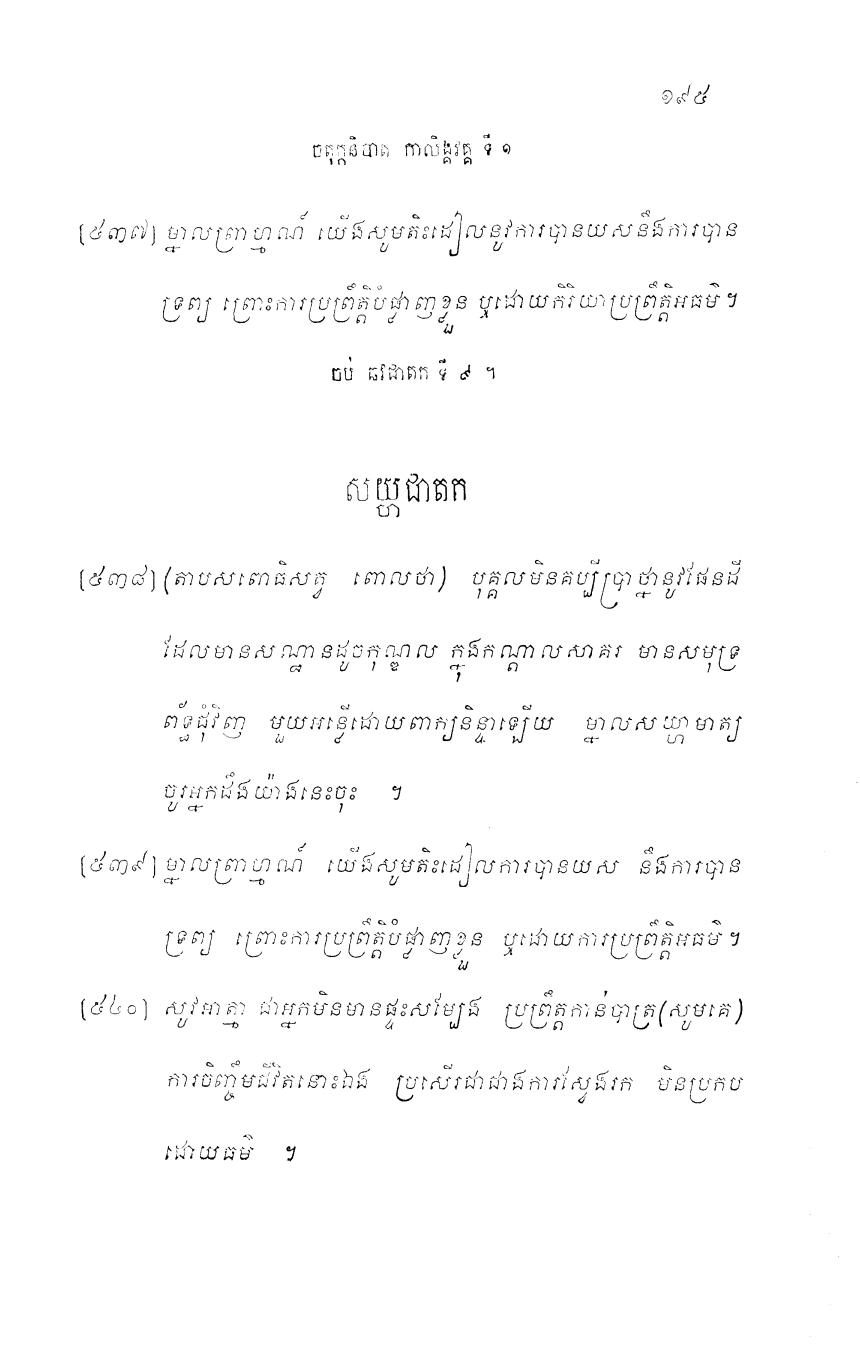 ១៩៥
ចតុក្កនិបាត កាលិង្គវគ្គ ទី ១
[៥៣៧] ម្នាលព្រាហ្មណ៍ យើងសូមតិះដៀលនូវការបានយសនឹងការបាន
ទ្រព្យ ព្រោះការប្រព្រឹត្តិបំផ្លាញខ្លួន ឬដោយកិរិយាប្រព្រឹត្តិអធម៌ ។
ចប់ ឆវជាតក ទី ៩ ។
សយ្ហជាតក
[៥៣៨] (តាបសពោធិសត្វ ពោលថា) បុគ្គលមិនគប្បីប្រាថ្នានូវផែនដី
ដែលមានសណ្ឋានដូចកុណ្ឌល ក្នុងកណ្តាលសាគរ មានសមុទ្រ
ព័ទ្ធជុំវិញ មួយអន្លើដោយពាក្យនិន្ទាឡើយ ម្នាលសយ្ហាមាត្យ
ចូរអ្នកដឹងយ៉ាងនេះចុះ ។
[៥៣៩] ម្នាលព្រាហ្មណ៍ យើងសូមតិះដៀលការបានយស នឹងការបាន
ទ្រព្យ ព្រោះការប្រព្រឹត្តិបំផ្លាញខ្លួន ឬដោយការប្រព្រឹត្តិអធម៌ ។
[៥៤០] សូវអាត្មា ជាអ្នកមិនមានផ្ទះសម្បែង ប្រព្រឹត្តកាន់បាត្រ(សូមគេ)
ការចិញ្ចឹមជីវិតនោះឯង ប្រសើរជាជាងការស្វែងរក មិនប្រកប
ដោយធម៌ ។